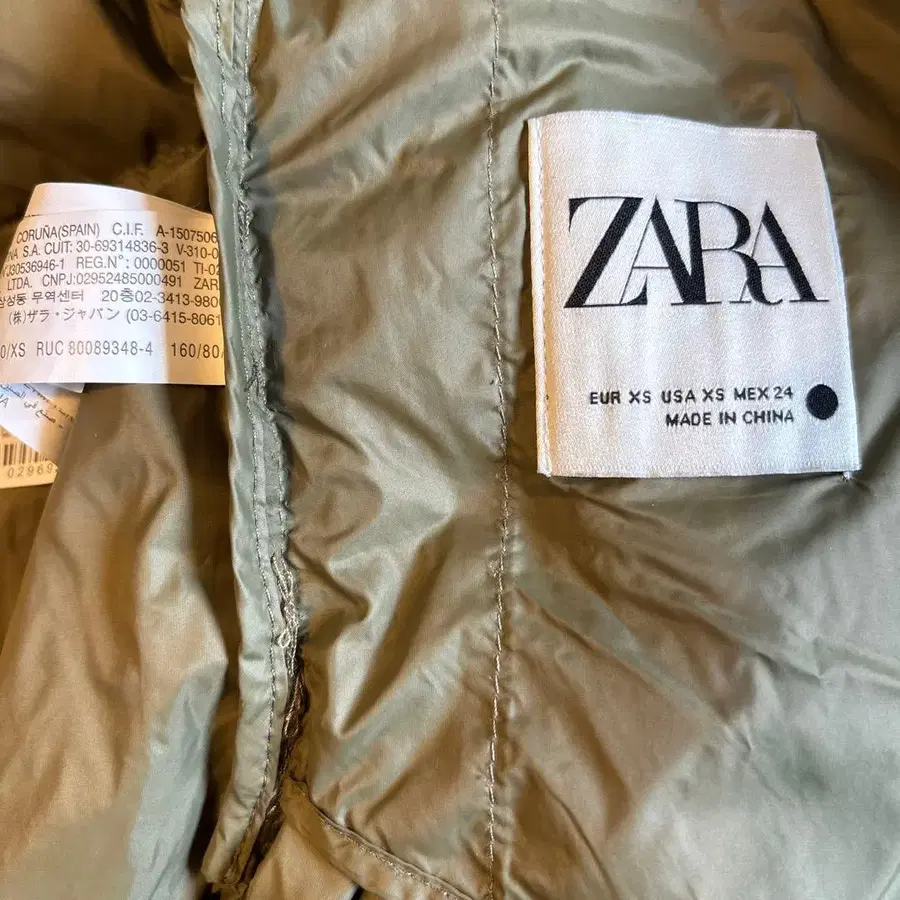 CORUÑA(SPAIN) C.I.F. A-1507506
S.A. CUIT: 30-69314836-3 V-310-0
J30536946-1 REG.N°: 0000051 TI-02
LTDA. CNPJ:02952485000491 ZAR
삼성동 무역센터 20층02-3413-980
(株)ザラ・ジャパン (03-6415-8061
0/XS RUC 80089348-4 160/80/
0296
ZARA
EUR XS USA XS MEX 24
MADE IN CHINA